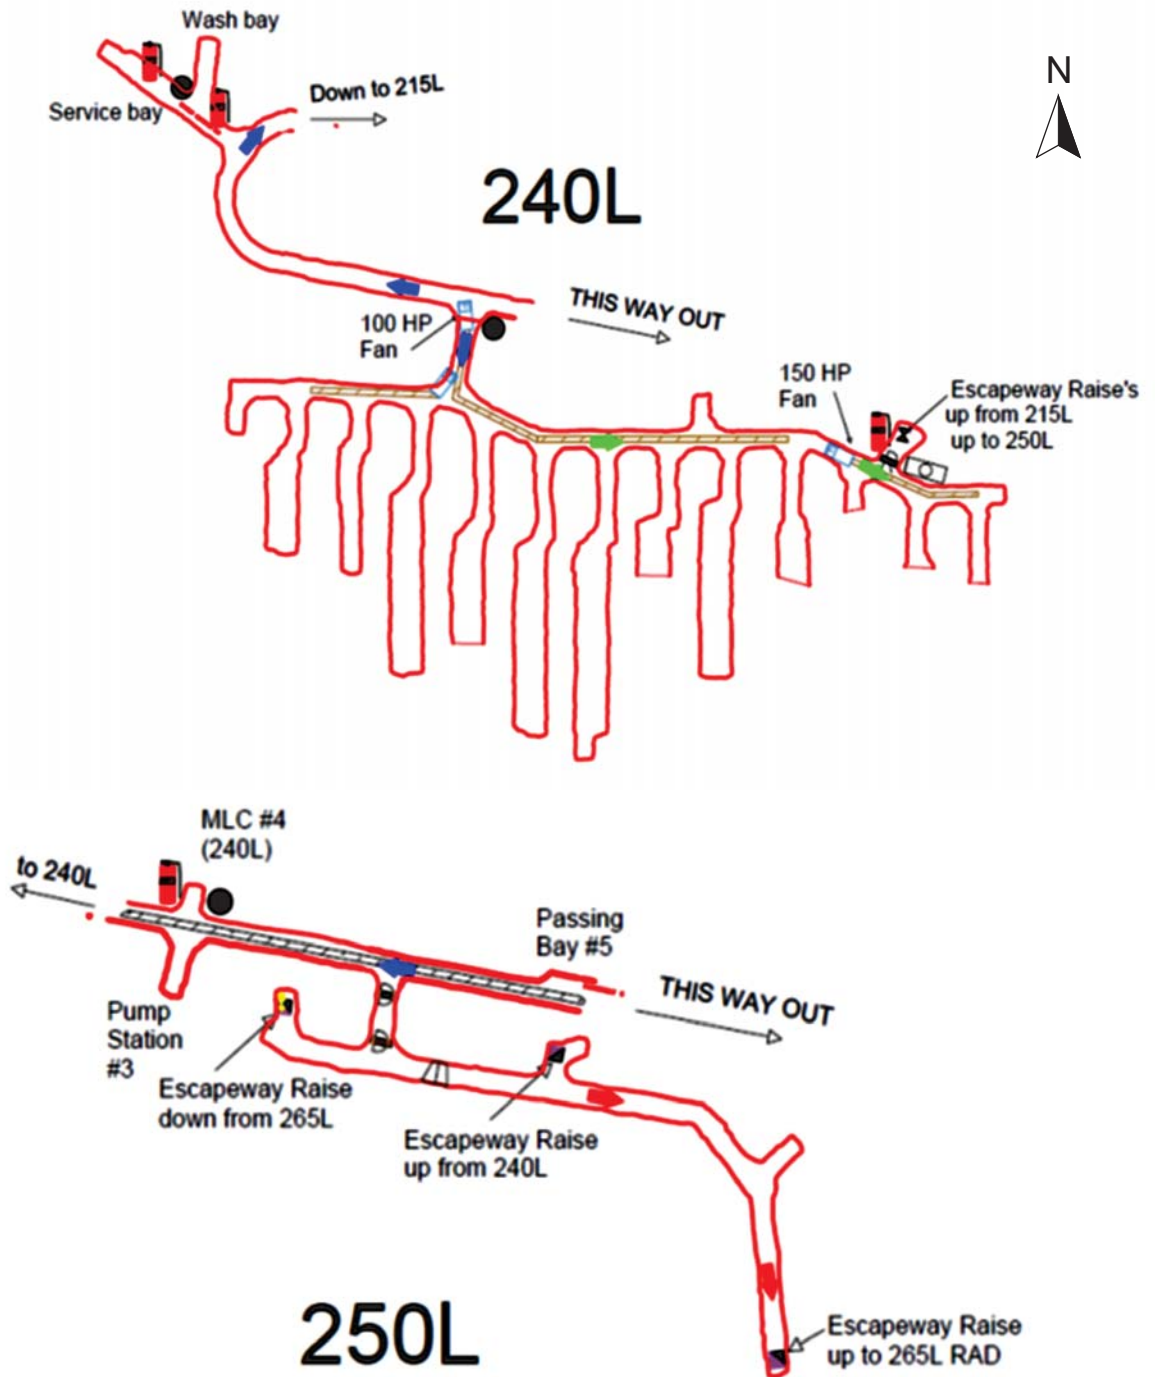 Wash bay
Service bay
Down to 215L
N
240L
THIS WAY OUT
100 HP
Fan
150 HP
Fan
Escapeway Raise's
up from 215L
up to 250L
MLC #4
(240L)
to 240L
Passing
Bay #5
THIS WAY OUT
Pump
Station
#3
Escapeway Raise
down from 265L
Escapeway Raise
up from 240L
250L
Escapeway Raise
up to 265L RAD